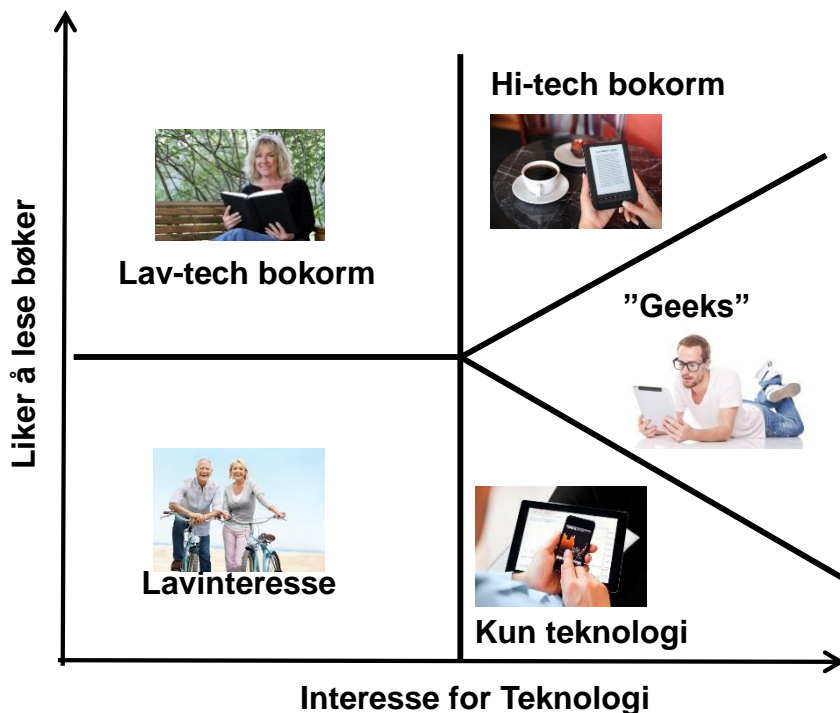 Hi-tech bokorm
Lav-tech bokorm
”Geeks”
Liker å lese bøker
Lavinteresse
Kun teknologi
Interesse for Teknologi